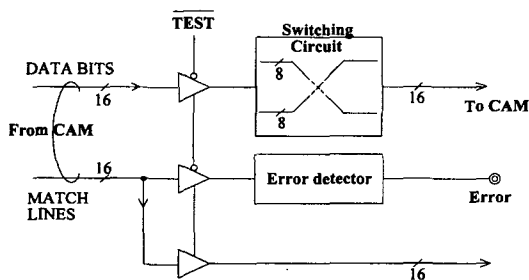 TEST
Switching
Circuit
DATA BITS
16
8
8
16
To CAM
From CAM
16
MATCH
LINES
Error detector
Error
16